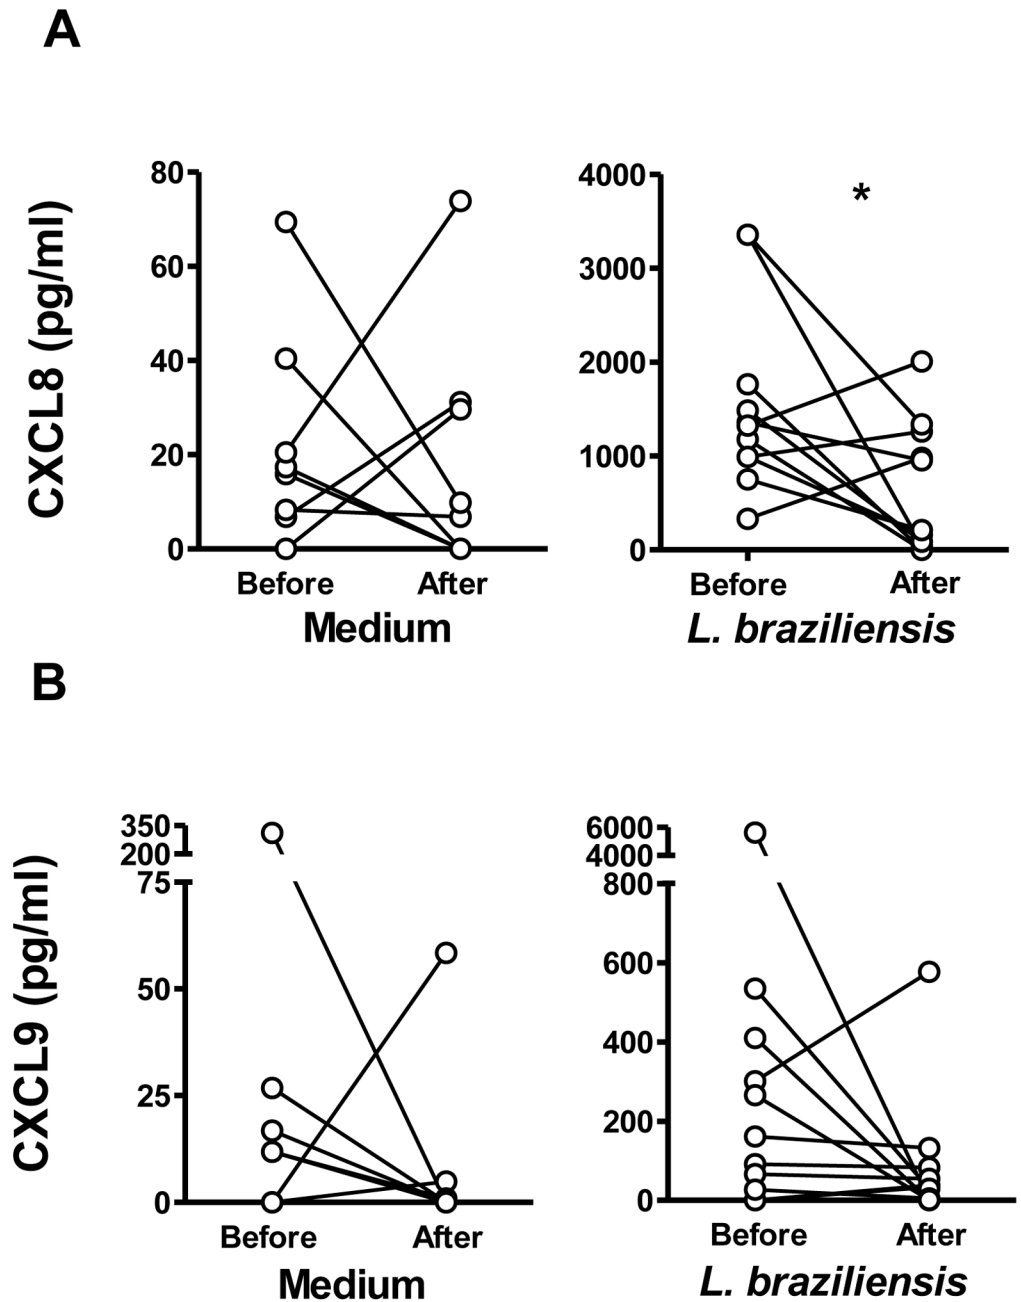 A
CXCL8 (pg/ml)
80
60
40
20
0
Before After
Medium
4000
3000
2000
1000
0
*
Before After
L. braziliensis
B
CXCL9 (pg/ml)
350
200
75
50
25
0
Before After
Medium
6000
4000
800
600
400
200
0
Before After
L. braziliensis